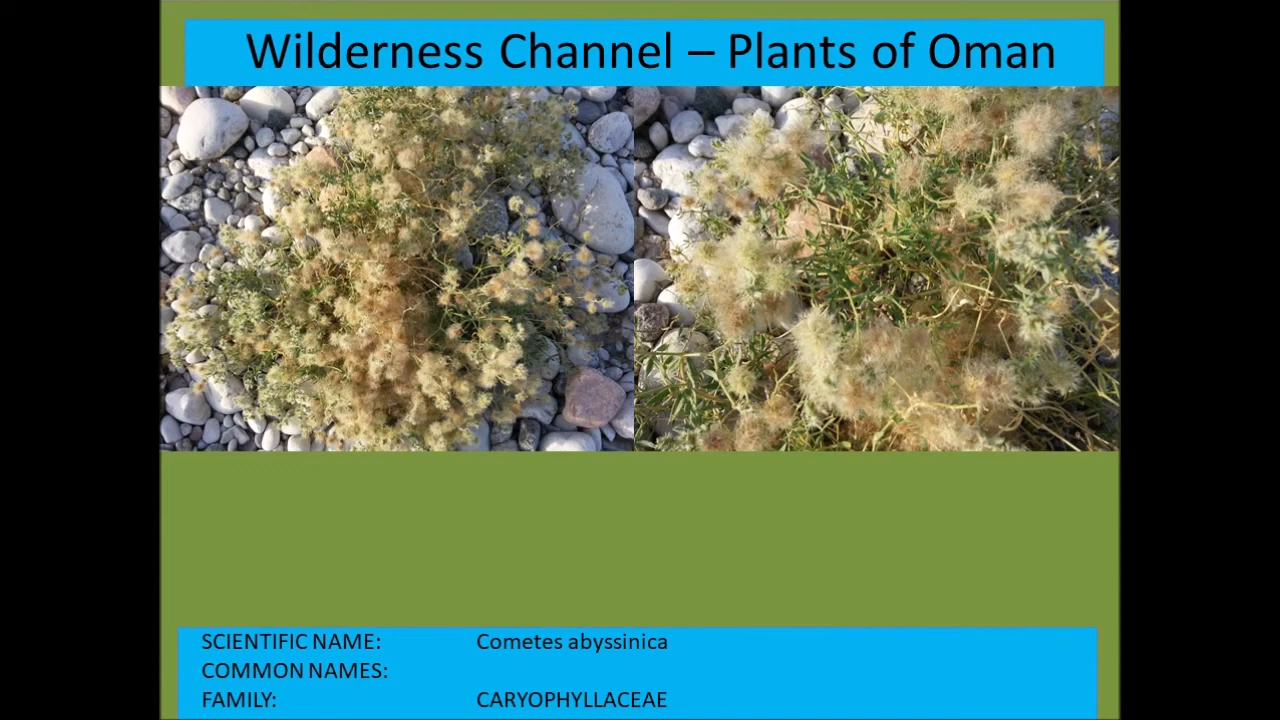 Wilderness Channel – Plants of Oman
SCIENTIFIC NAME: Cometes abyssinica
COMMON NAMES:
FAMILY: CARYOPHYLLACEAE